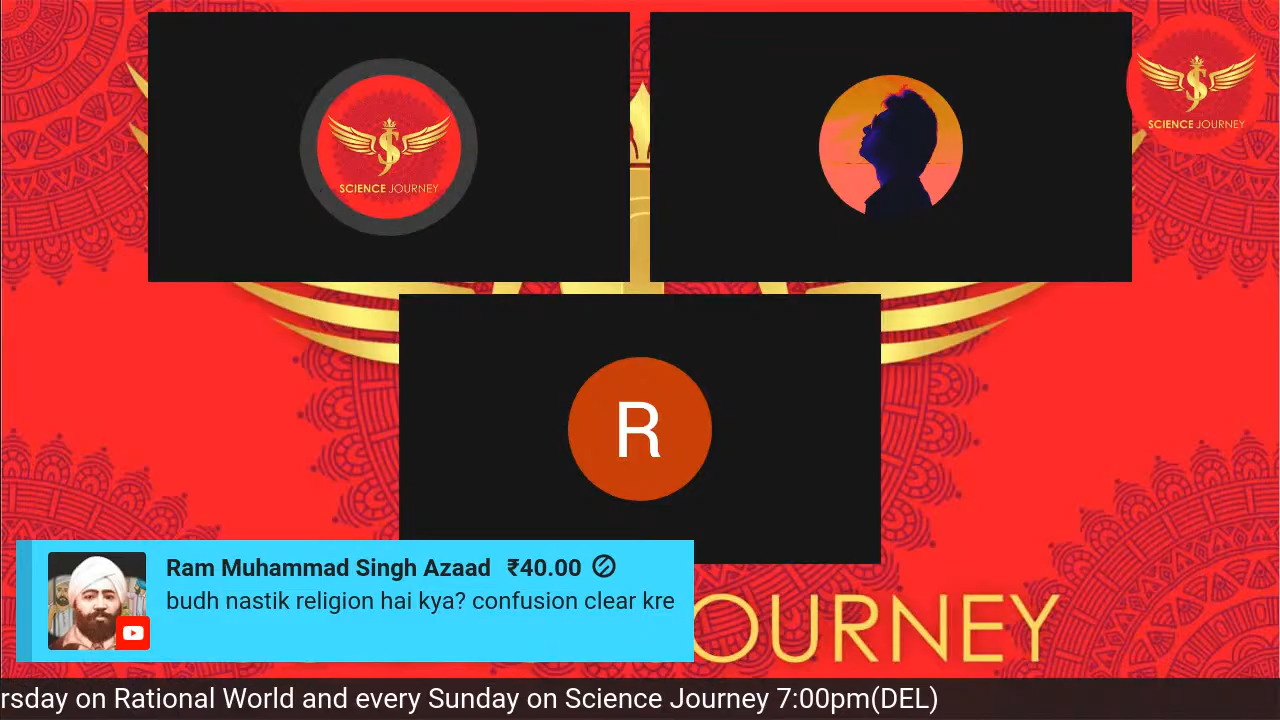 SCIENCE JOURNEY
SCIENCE JOURNEY
R
Ram Muhammad Singh Azaad ₹40.00
budh nastik religion hai kya? confusion clear kre
OURNEY
rsday on Rational World and every Sunday on Science Journey 7:00pm(DEL)